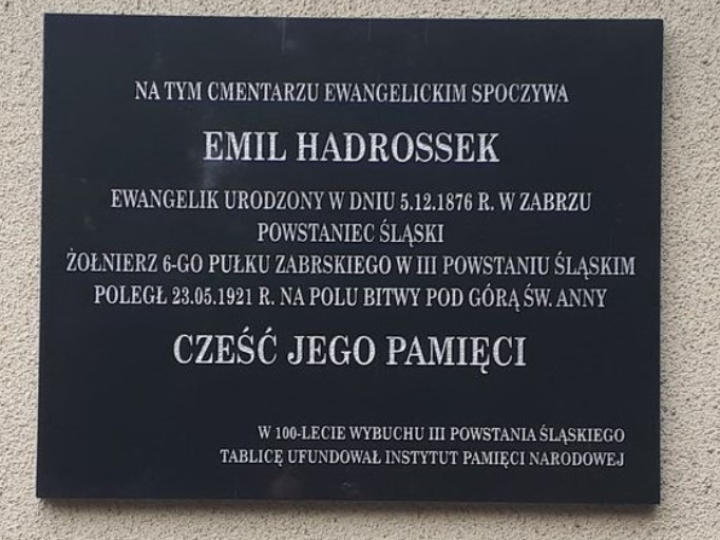 NA TYM CMENTARZU EWANGELICKIM SPOCZYWA
EMIL HADROSSEK
EWANGELIK URODZONY W DNIU 5.12.1876 R. W ZABRZU
POWSTANIEC ŚLĄSKI
ŻOŁNIERZ 6-GO PUŁKU ZABRSKIEGO W III POWSTANIU ŚLĄSKIM
POLEGŁ 23.05.1921 R. NA POLU BITWY POD GÓRĄ ŚW. ANNY
CZEŚĆ JEGO PAMIĘCI
W 100-LECIE WYBUCHU III POWSTANIA ŚLĄSKIEGO
TABLICĘ UFUNDOWAŁ INSTYTUT PAMIĘCI NARODOWEJ